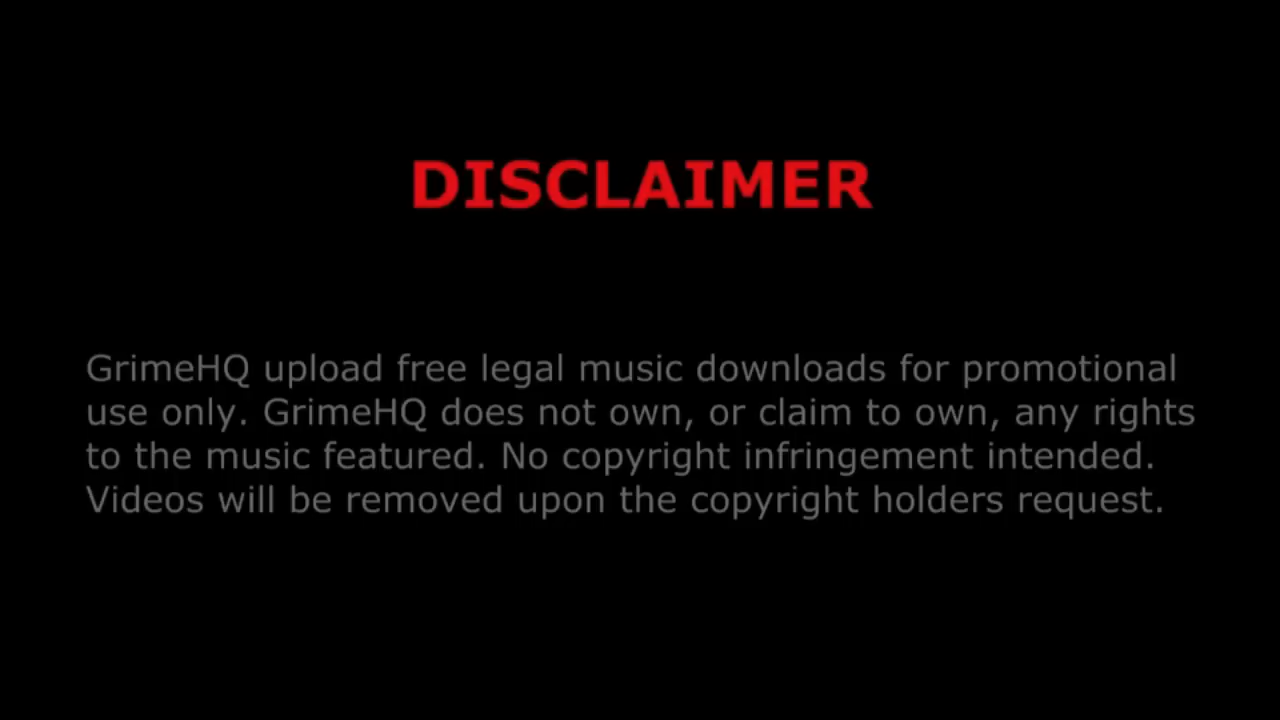 DISCLAIMER
GrimeHQ upload free legal music downloads for promotional
use only. GrimeHQ does not own, or claim to own, any rights
to the music featured. No copyright infringement intended.
Videos will be removed upon the copyright holders request.